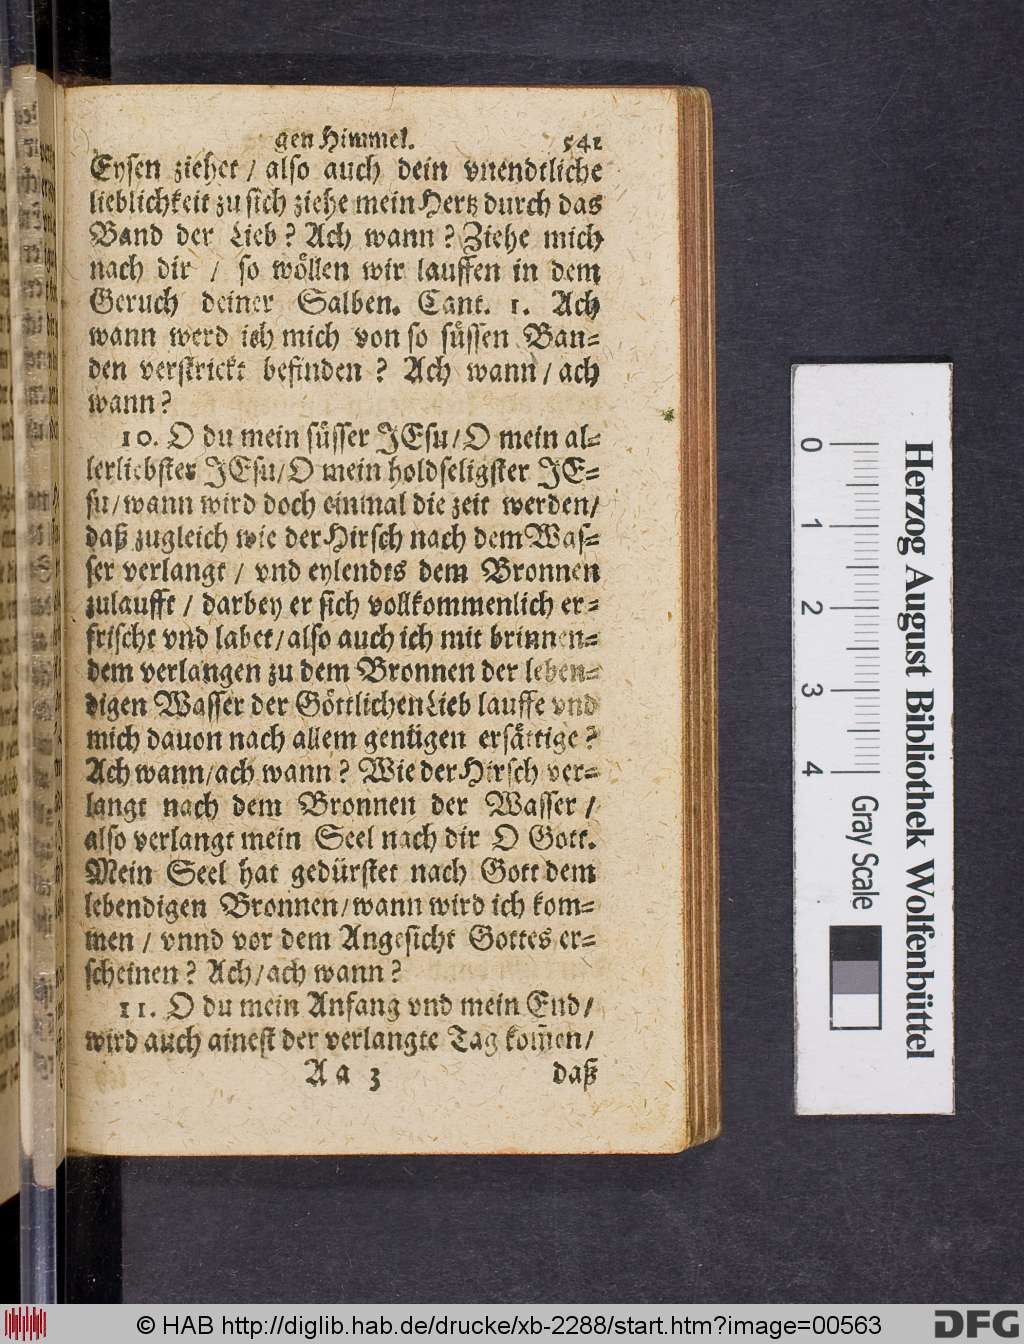 gen Himmel. 541
Eysen ziehet / also auch dein vnendtliche
lieblichkeit zu sich ziehe mein Hertz durch das
Band der Lieb? Ach wann? Ziehe mich
nach dir / so wöllen wir lauffen in dem
Geruch deiner Salben. Cant. 1. Ach
wann werd ich mich von so süssen Ban⸗
den verstrickt befinden? Ach wann / ach
wann?
10. O du mein süsser JEsu / O mein al⸗
lerliebster JEsu / O mein holdseligster JE⸗
su / wann wird doch einmal die zeit werden /
daß zugleich wie der Hirsch nach dem Was⸗
ser verlangt / vnd eylendts dem Bronnen
zulaufft / darbey er sich vollkommenlich er⸗
frischt vnd labet / also auch ich mit brinnen⸗
dem verlangen zu dem Bronnen der leben⸗
digen Wasser der Göttlichen Lieb lauffe vnd
mich dauon nach allem genügen ersättige?
Ach wann / ach wann? Wie der Hirsch ver⸗
langt nach dem Bronnen der Wasser /
also verlangt mein Seel nach dir O Gott.
Mein Seel hat gedürstet nach Gott dem
lebendigen Bronnen / wann wird ich kom⸗
men / vnnd vor dem Angesicht Gottes er⸗
scheinen? Ach / ach wann?
11. O du mein Anfang vnd mein End /
wird auch ainest der verlangte Tag kom̃en /
A a 3 daß
0 1 2 3 4
Herzog August Bibliothek Wolfenbüttel
Gray Scale
© HAB http://diglib.hab.de/drucke/xb-2288/start.htm?image=00563
DFG